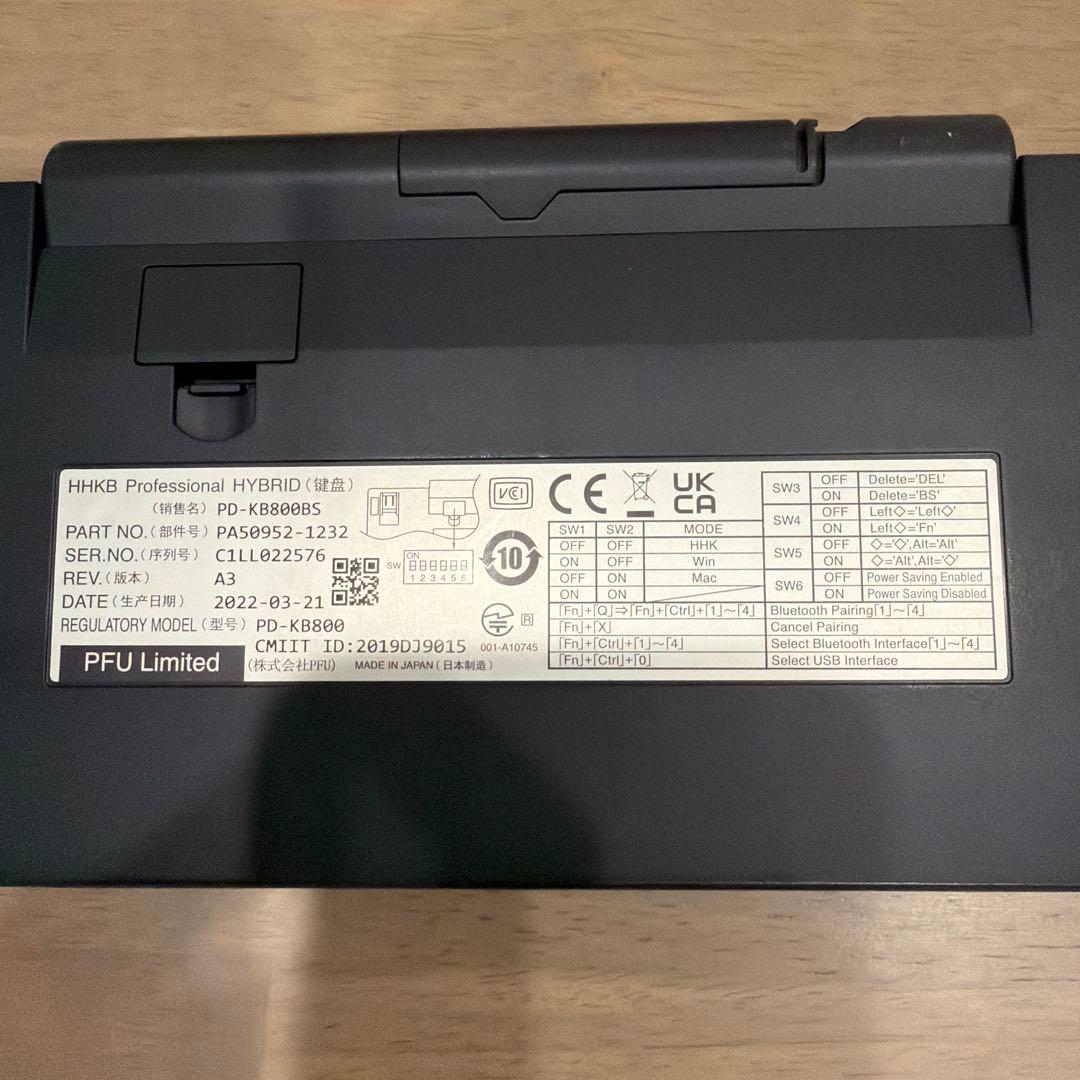 HHKB Professional HYBRID (键盘)
(销售名) PD-KB800BS
PART NO. (部件号) PA50952-1232
SER.NO. (序列号) C1LL022576
REV. (版本) A3
DATE (生产日期) 2022-03-21
REGULATORY MODEL (型号) PD-KB800
CMIIT ID:2019DJ9015
PFU Limited (株式会社PFU) MADE IN JAPAN (日本制造)
SW ON
1 2 3 4 5 6
VCI
10
R
001-A10745
CE
UK
CA
SW1 SW2 MODE
OFF OFF HHK
OFF ON Win
ON OFF Mac
ON ON
SW3 OFF Delete='DEL'
ON Delete='BS'
SW4 OFF Left◇='Left◇'
ON Left◇='Fn'
SW5 OFF ◇='◇',Alt='Alt'
ON ◇='Alt',Alt='◇'
SW6 OFF Power Saving Enabled
ON Power Saving Disabled
「Fn」+「Q」⇒「Fn」+「Ctrl」+「1」～「4」 Bluetooth Pairing「1」～「4」
「Fn」+「X」 Cancel Pairing
「Fn」+「Ctrl」+「1」～「4」 Select Bluetooth Interface「1」～「4」
「Fn」+「Ctrl」+「0」 Select USB Interface